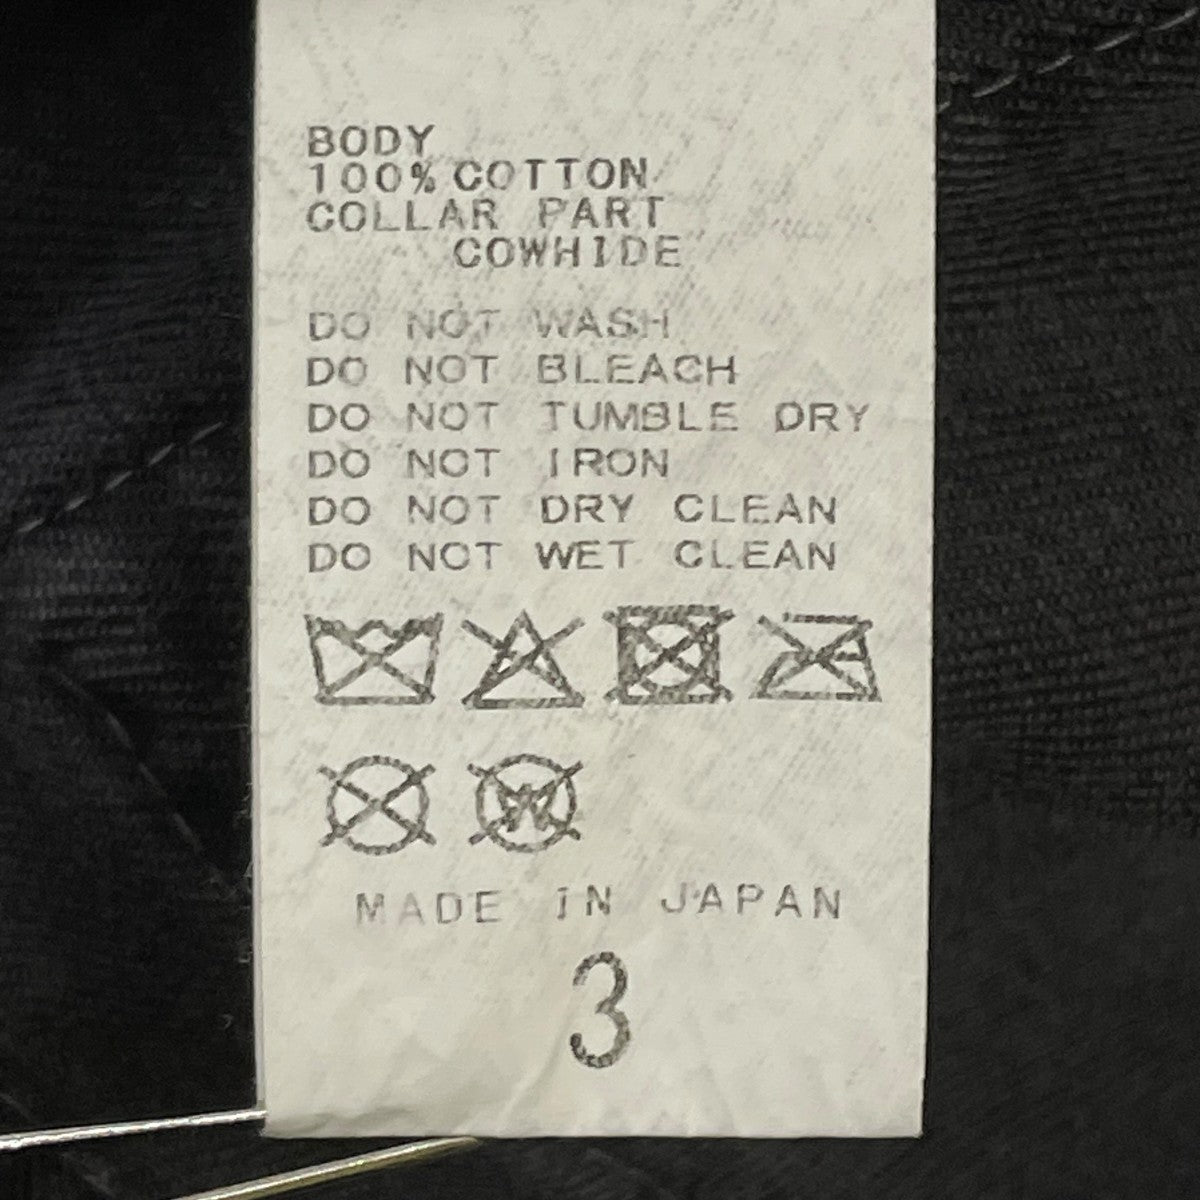 BODY
100% COTTON
COLLAR PART
COWHIDE
DO NOT WASH
DO NOT BLEACH
DO NOT TUMBLE DRY
DO NOT IRON
DO NOT DRY CLEAN
DO NOT WET CLEAN
W
MADE IN JAPAN
3